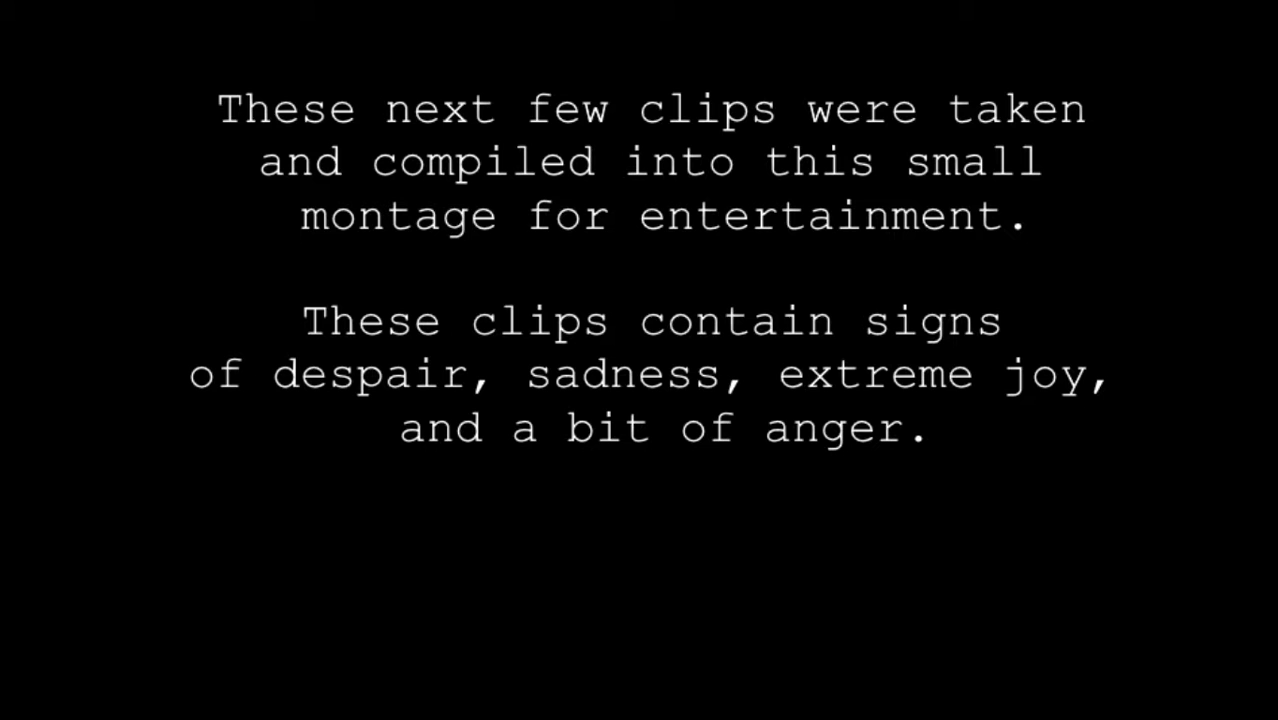 These next few clips were taken
and compiled into this small
montage for entertainment.
These clips contain signs
of despair, sadness, extreme joy,
and a bit of anger.